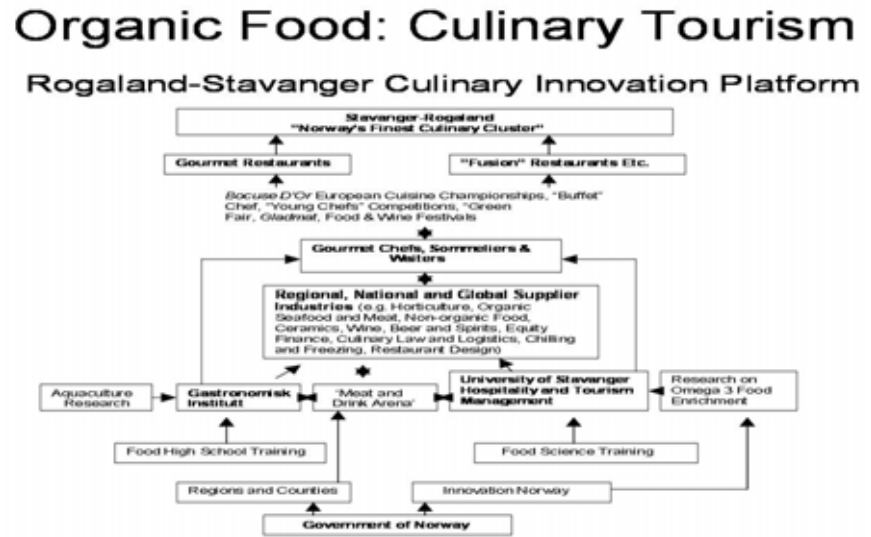 Organic Food: Culinary Tourism
Rogaland-Stavanger Culinary Innovation Platform
Stavanger-Rogaland
"Norway's Finest Culinary Cluster"
Gourmet Restaurants
"Fusion" Restaurants Etc.
Bocuse D'Or European Cuisine Championships, "Buffet"
Chef, "Young Chefs" Competitions, "Green
Fair, Gladmat, Food & Wine Festivals
Gourmet Chefs, Sommeliers &
Waiters
Regional, National and Global Supplier
Industries (e.g. Horticulture, Organic
Seafood and Meat, Non-organic Food,
Ceramics, Wine, Beer and Spirits, Equity
Finance, Culinary Law and Logistics, Chilling
and Freezing, Restaurant Design)
Aquaculture
Research
Gastronomisk
Institutt
'Meat and
Drink Arena'
University of Stavanger
Hospitality and Tourism
Management
Research on
Omega 3 Food
Enrichment
Food High School Training
Food Science Training
Regions and Counties
Innovation Norway
Government of Norway